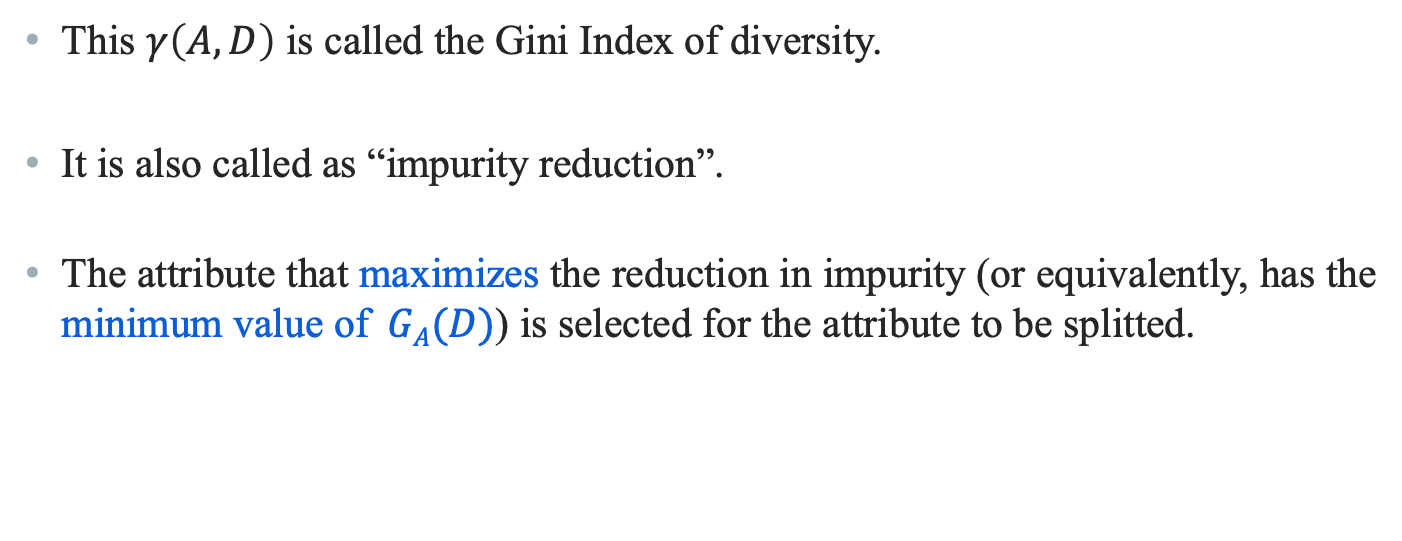 • This γ(A, D) is called the Gini Index of diversity.
• It is also called as “impurity reduction”.
• The attribute that maximizes the reduction in impurity (or equivalently, has the
minimum value of G_A(D)) is selected for the attribute to be splitted.